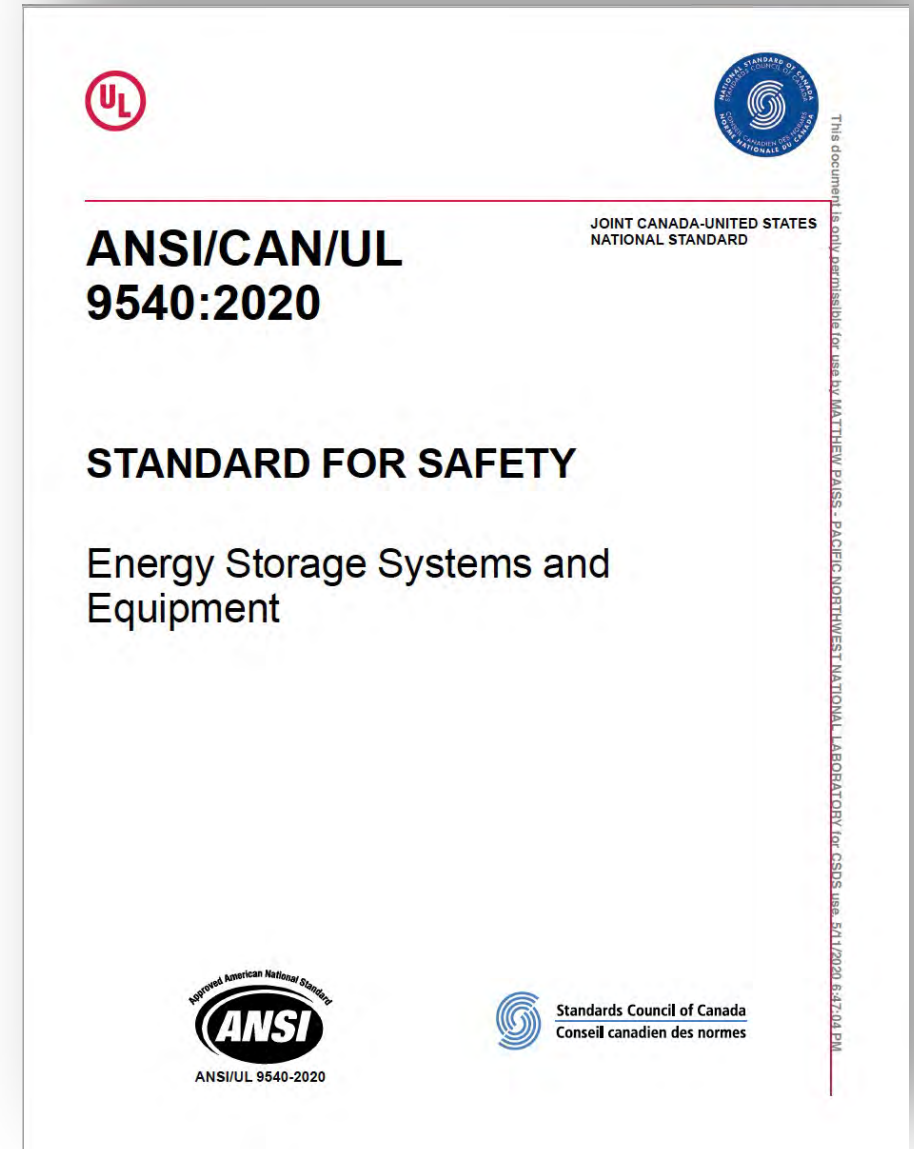 UL
NATIONAL STANDARD OF CANADA
STANDARDS COUNCIL OF CANADA
CONSEIL CANADIEN DES NORMES
NORME NATIONALE DU CANADA
JOINT CANADA-UNITED STATES
NATIONAL STANDARD
ANSI/CAN/UL
9540:2020
STANDARD FOR SAFETY
Energy Storage Systems and
Equipment
This document is only permissible for use by MATTHEW PAISS - PACIFIC NORTHWEST NATIONAL LABORATORY for CSDS use. 5/11/2020 6:47:04 PM
Approved American National Standard
ANSI
ANSI/UL 9540-2020
Standards Council of Canada
Conseil canadien des normes